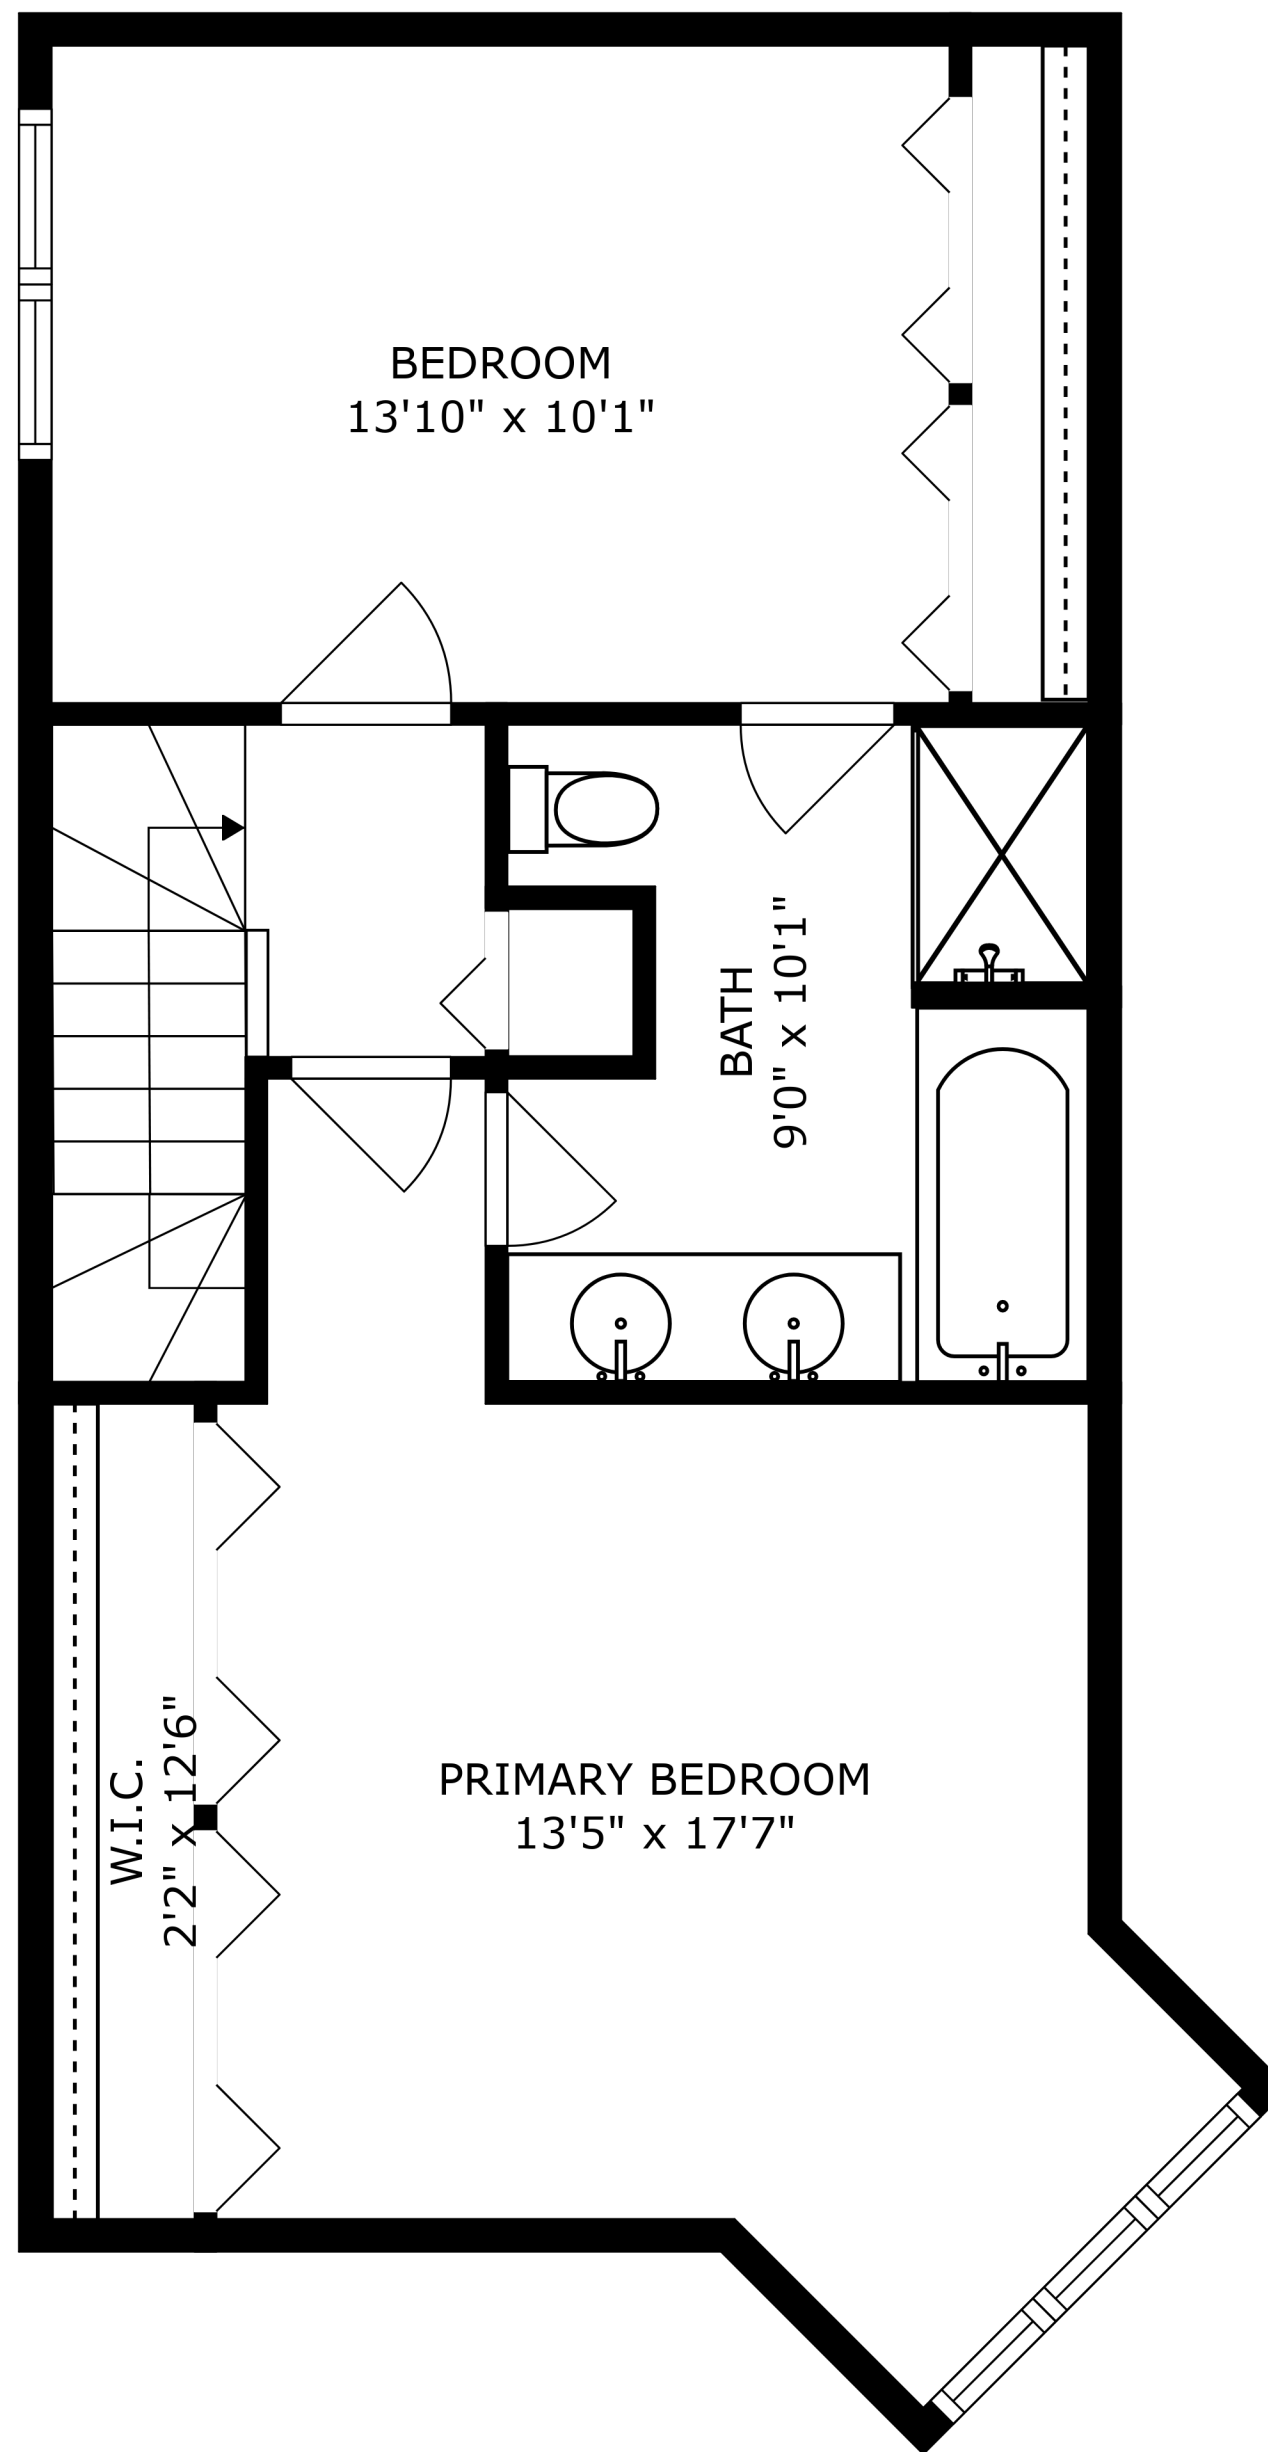 BEDROOM
13'10" x 10'1"
BATH
9'0" x 10'1"
W.I.C.
2'2" x 12'6"
PRIMARY BEDROOM
13'5" x 17'7"